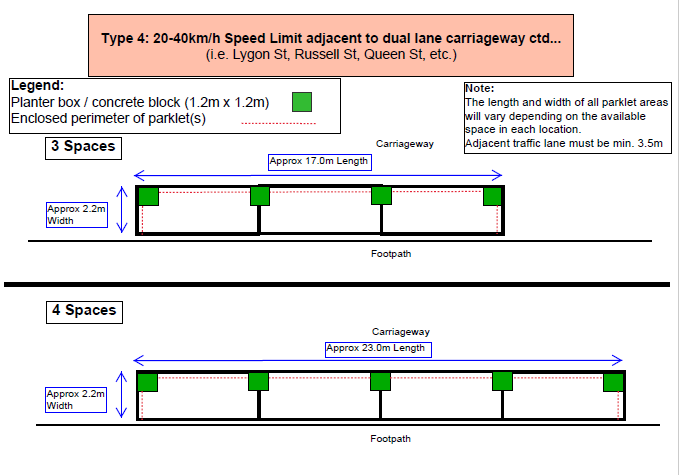 Type 4: 20-40km/h Speed Limit adjacent to dual lane carriageway ctd...
(i.e. Lygon St, Russell St, Queen St, etc.)
Legend:
Planter box / concrete block (1.2m x 1.2m)
Enclosed perimeter of parklet(s)
Note:
The length and width of all parklet areas
will vary depending on the available
space in each location.
Adjacent traffic lane must be min. 3.5m
3 Spaces
Carriageway
Approx 17.0m Length
Approx 2.2m
Width
Footpath
4 Spaces
Carriageway
Approx 23.0m Length
Approx 2.2m
Width
Footpath